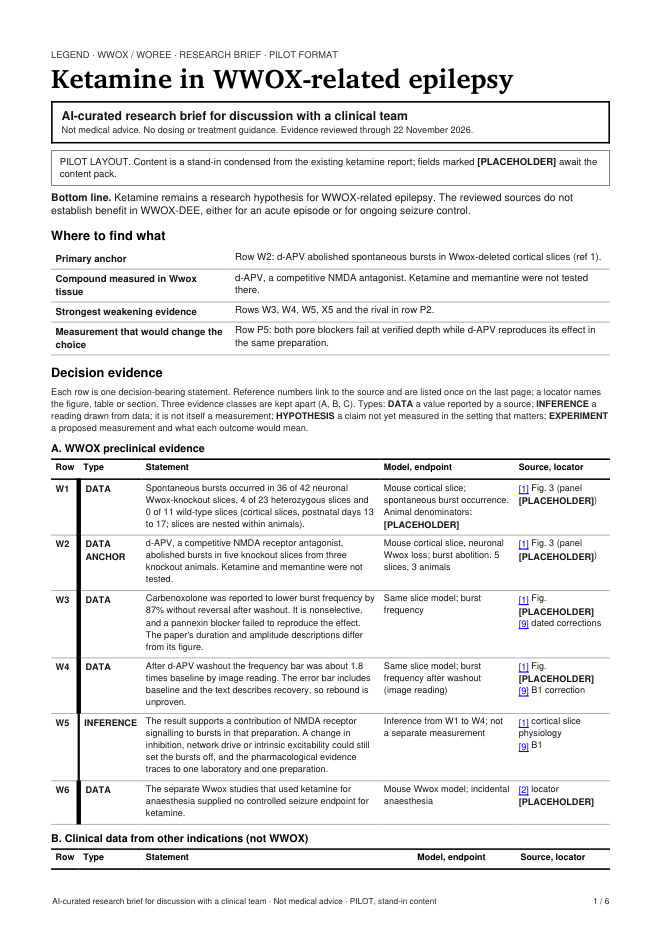 LEGEND · WWOX / WOREE · RESEARCH BRIEF · PILOT FORMAT
Ketamine in WWOX-related epilepsy
AI-curated research brief for discussion with a clinical team
Not medical advice. No dosing or treatment guidance. Evidence reviewed through 22 November 2026.
PILOT LAYOUT. Content is a stand-in condensed from the existing ketamine report; fields marked [PLACEHOLDER] await the
content pack.
Bottom line. Ketamine remains a research hypothesis for WWOX-related epilepsy. The reviewed sources do not
establish benefit in WWOX-DEE, either for an acute episode or for ongoing seizure control.
Where to find what
Primary anchor
Row W2: d-APV abolished spontaneous bursts in Wwox-deleted cortical slices (ref 1).
Compound measured in Wwox
tissue
d-APV, a competitive NMDA antagonist. Ketamine and memantine were not tested
there.
Strongest weakening evidence
Rows W3, W4, W5, X5 and the rival in row P2.
Measurement that would change the
choice
Row P5: both pore blockers fail at verified depth while d-APV reproduces its effect in
the same preparation.
Decision evidence
Each row is one decision-bearing statement. Reference numbers link to the source and are listed once on the last page; a locator names
the figure, table or section. Three evidence classes are kept apart (A, B, C). Types: DATA a value reported by a source; INFERENCE a
reading drawn from data; it is not itself a measurement; HYPOTHESIS a claim not yet measured in the setting that matters; EXPERIMENT
a proposed measurement and what each outcome would mean.
A. WWOX preclinical evidence
Row Type Statement Model, endpoint Source, locator
W1
DATA
Spontaneous bursts occurred in 36 of 42 neuronal
Wwox-knockout slices, 4 of 23 heterozygous slices and
0 of 11 wild-type slices (cortical slices, postnatal days 13
to 17; slices are nested within animals).
Mouse cortical slice;
spontaneous burst occurrence.
Animal denominators:
[PLACEHOLDER]
[1] Fig. 3 (panel
[PLACEHOLDER])
W2
DATA
ANCHOR
d-APV, a competitive NMDA receptor antagonist,
abolished bursts in five knockout slices from three
knockout animals. Ketamine and memantine were not
tested.
Mouse cortical slice, neuronal
Wwox loss; burst abolition. 5
slices, 3 animals
[1] Fig. 3 (panel
[PLACEHOLDER])
W3
DATA
Carbenoxolone was reported to lower burst frequency by
87% without reversal after washout. It is nonselective,
and a pannexin blocker failed to reproduce the effect.
The paper's duration and amplitude descriptions differ
from its figure.
Same slice model; burst
frequency
[1] Fig.
[PLACEHOLDER]
[9] dated corrections
W4
DATA
After d-APV washout the frequency bar was about 1.8
times baseline by image reading. The error bar includes
baseline and the text describes recovery, so rebound is
unproven.
Same slice model; burst
frequency after washout
(image reading)
[1] Fig.
[PLACEHOLDER]
[9] B1 correction
W5
INFERENCE
The result supports a contribution of NMDA receptor
signalling to bursts in that preparation. A change in
inhibition, network drive or intrinsic excitability could still
set the bursts off, and the pharmacological evidence
traces to one laboratory and one preparation.
Inference from W1 to W4; not
a separate measurement
[1] cortical slice
physiology
[9] B1
W6
DATA
The separate Wwox studies that used ketamine for
anaesthesia supplied no controlled seizure endpoint for
ketamine.
Mouse Wwox model; incidental
anaesthesia
[2] locator
[PLACEHOLDER]
B. Clinical data from other indications (not WWOX)
Row Type Statement Model, endpoint Source, locator
AI-curated research brief for discussion with a clinical team · Not medical advice · PILOT, stand-in content
1 / 6